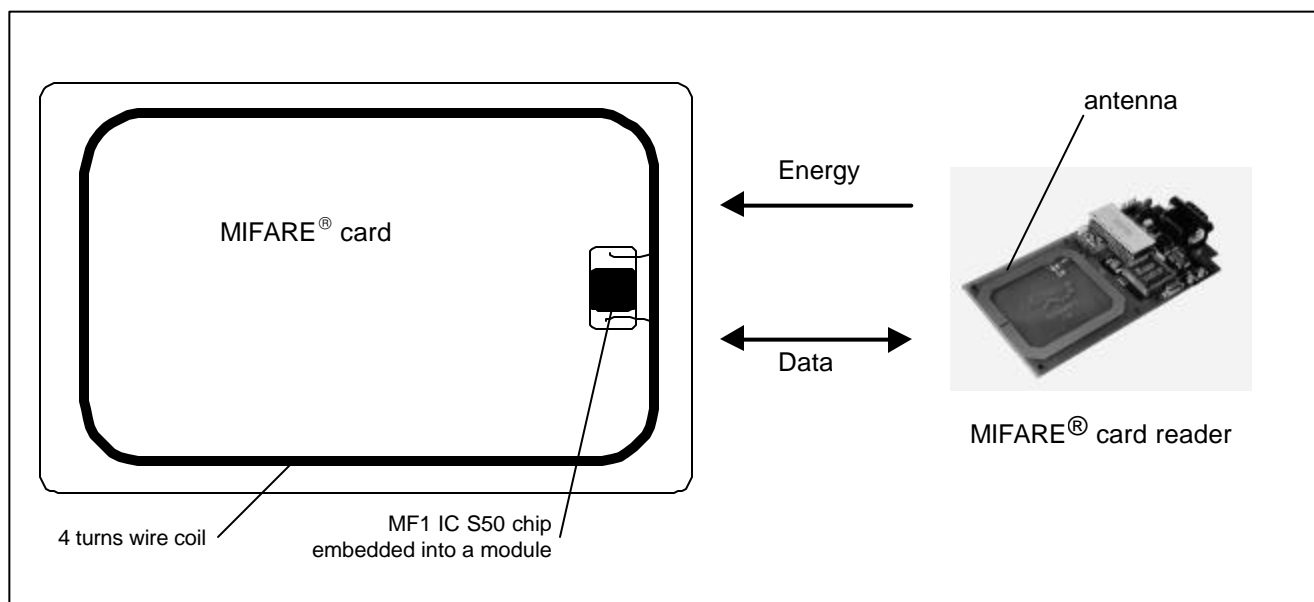 antenna
Energy
MIFARE® card
Data
MIFARE® card reader
4 turns wire coil
MF1 IC S50 chip
embedded into a module